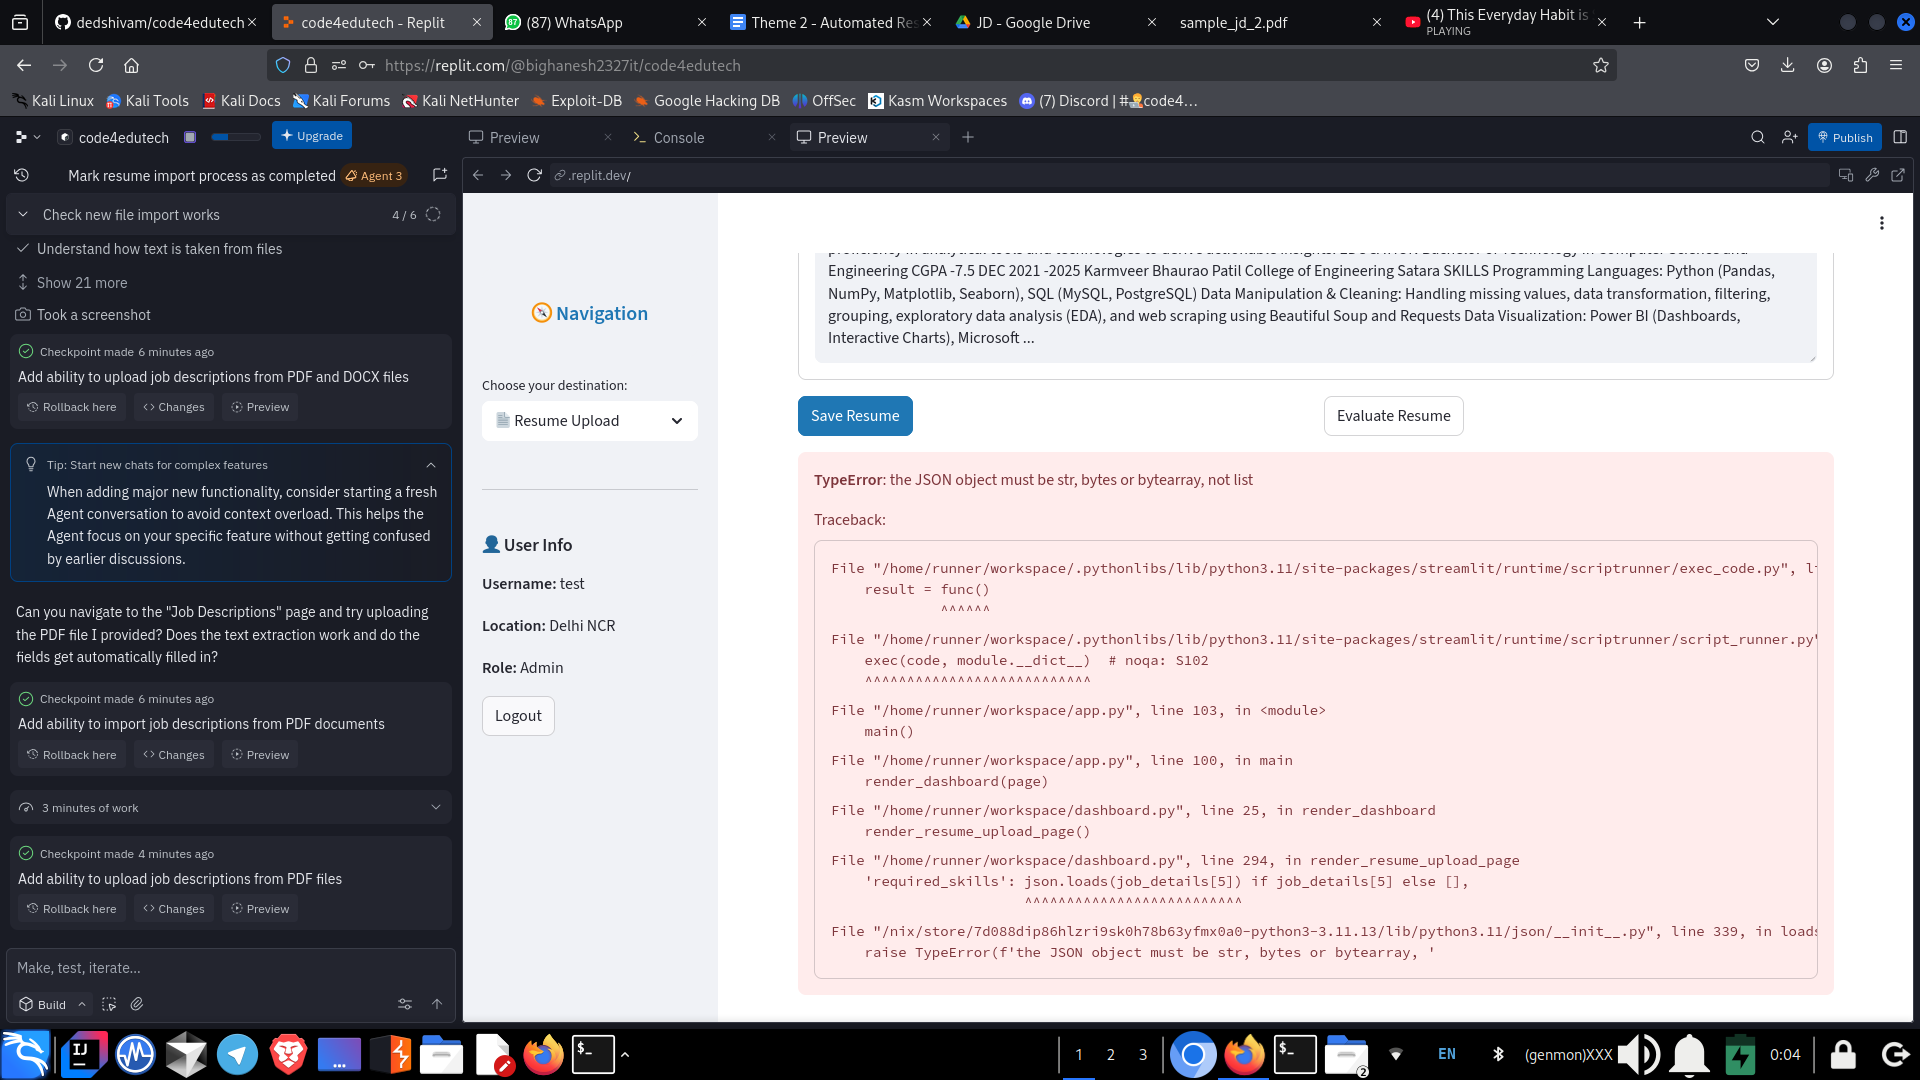 dedshivam/code4edutech
code4edutech - Replit
(87) WhatsApp
Theme 2 - Automated Res
JD - Google Drive
sample_jd_2.pdf
(4) This Everyday Habit is
PLAYING
https://replit.com/@bighanesh2327it/code4edutech
Kali Linux
Kali Tools
Kali Docs
Kali Forums
Kali NetHunter
Exploit-DB
Google Hacking DB
OffSec
Kasm Workspaces
(7) Discord | #👨‍💻code4…
code4edutech
Upgrade
Preview
Console
Preview
Publish
Mark resume import process as completed
Agent 3
.replit.dev/
Check new file import works
4 / 6
Understand how text is taken from files
Show 21 more
Took a screenshot
Checkpoint made 6 minutes ago
Add ability to upload job descriptions from PDF and DOCX files
Rollback here
Changes
Preview
Tip: Start new chats for complex features
When adding major new functionality, consider starting a fresh
Agent conversation to avoid context overload. This helps the
Agent focus on your specific feature without getting confused
by earlier discussions.
Can you navigate to the "Job Descriptions" page and try uploading
the PDF file I provided? Does the text extraction work and do the
fields get automatically filled in?
Checkpoint made 6 minutes ago
Add ability to import job descriptions from PDF documents
Rollback here
Changes
Preview
3 minutes of work
Checkpoint made 4 minutes ago
Add ability to upload job descriptions from PDF files
Rollback here
Changes
Preview
Make, test, iterate...
Build
🧭 Navigation
Choose your destination:
📄 Resume Upload
👤 User Info
Username: test
Location: Delhi NCR
Role: Admin
Logout
Engineering CGPA -7.5 DEC 2021 -2025 Karmveer Bhaurao Patil College of Engineering Satara SKILLS Programming Languages: Python (Pandas,
NumPy, Matplotlib, Seaborn), SQL (MySQL, PostgreSQL) Data Manipulation & Cleaning: Handling missing values, data transformation, filtering,
grouping, exploratory data analysis (EDA), and web scraping using Beautiful Soup and Requests Data Visualization: Power BI (Dashboards,
Interactive Charts), Microsoft ...
Save Resume
Evaluate Resume
TypeError: the JSON object must be str, bytes or bytearray, not list
Traceback:
File "/home/runner/workspace/.pythonlibs/lib/python3.11/site-packages/streamlit/runtime/scriptrunner/exec_code.py", li
result = func()
^^^^^^
File "/home/runner/workspace/.pythonlibs/lib/python3.11/site-packages/streamlit/runtime/scriptrunner/script_runner.py"
exec(code, module.__dict__)  # noqa: S102
^^^^^^^^^^^^^^^^^^^^^^^^^^^
File "/home/runner/workspace/app.py", line 103, in <module>
main()
File "/home/runner/workspace/app.py", line 100, in main
render_dashboard(page)
File "/home/runner/workspace/dashboard.py", line 25, in render_dashboard
render_resume_upload_page()
File "/home/runner/workspace/dashboard.py", line 294, in render_resume_upload_page
'required_skills': json.loads(job_details[5]) if job_details[5] else [],
^^^^^^^^^^^^^^^^^^^^^^^^^^
File "/nix/store/7d088dip86hlzri9sk0h78b63yfmx0a0-python3-3.11.13/lib/python3.11/json/__init__.py", line 339, in loads
raise TypeError(f'the JSON object must be str, bytes or bytearray, '
1
2
3
2
EN
(genmon)XXX
0:04